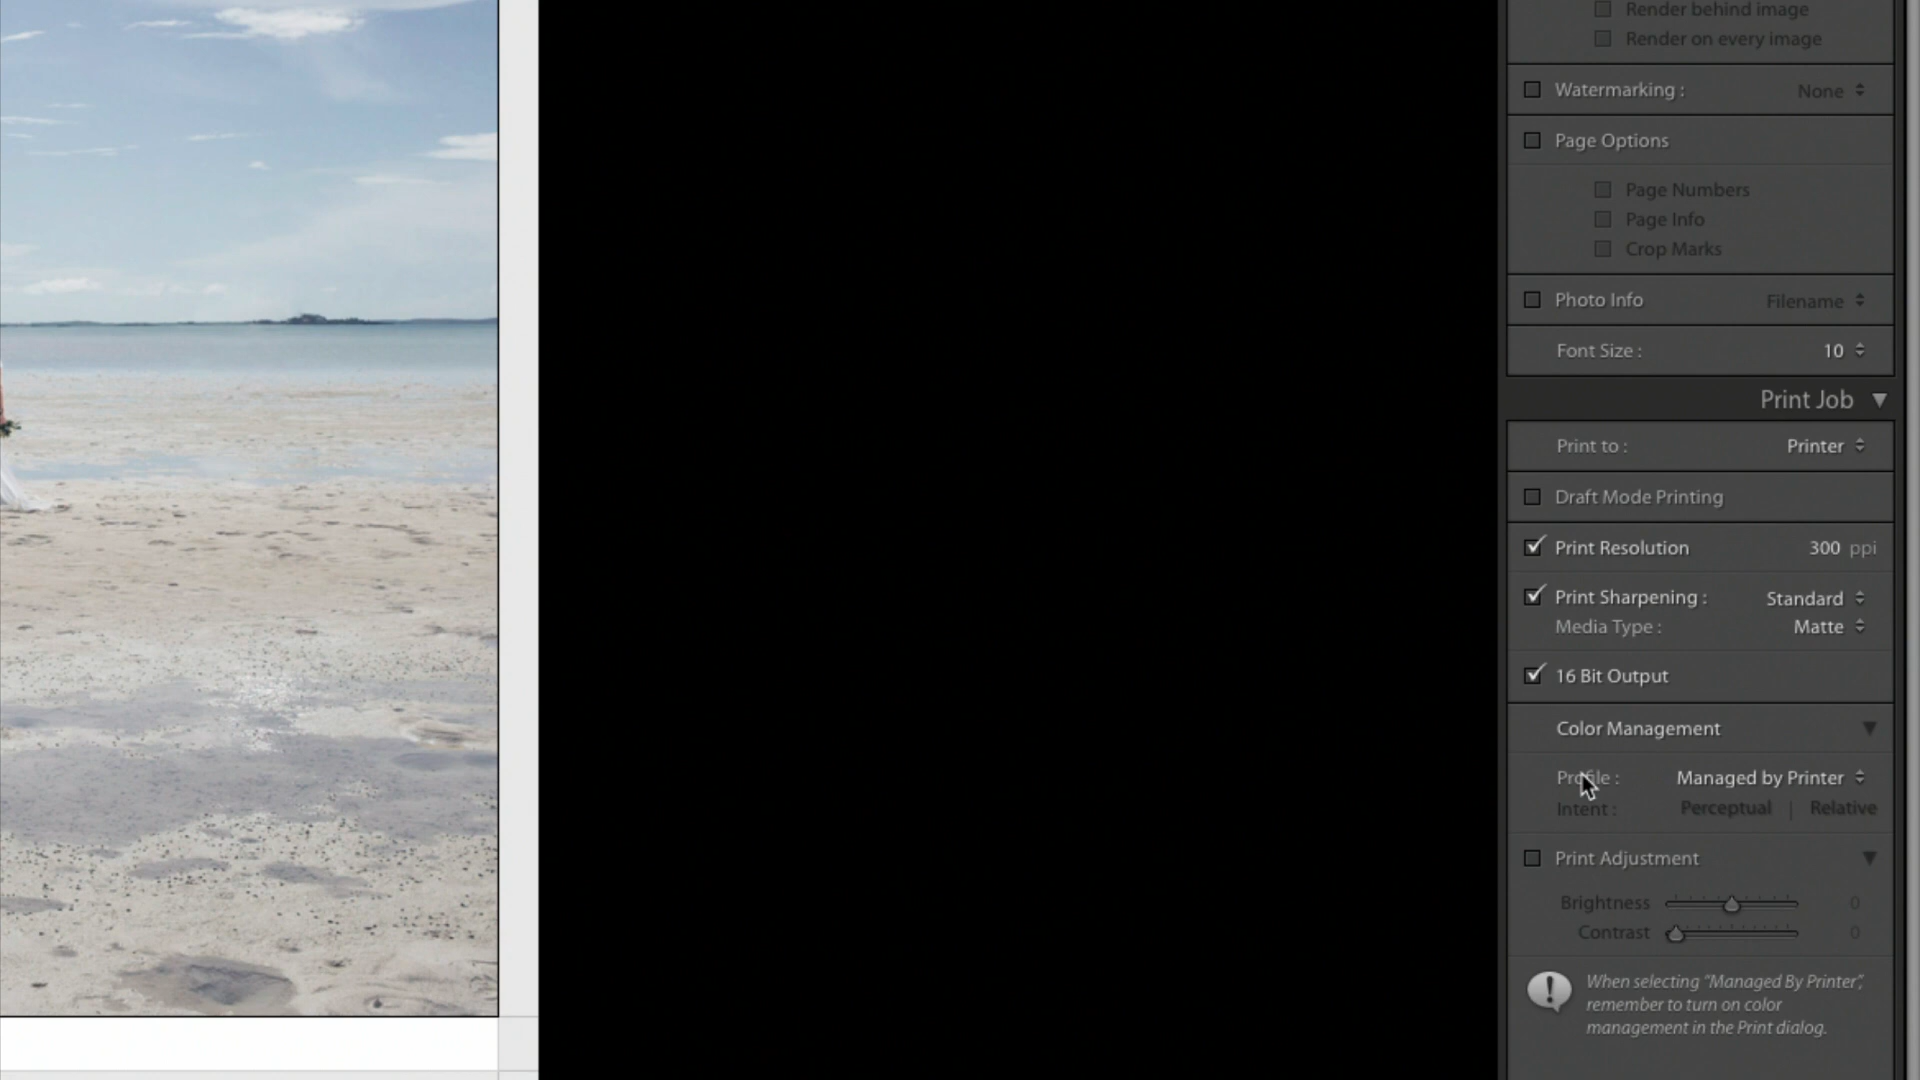 Render behind image
Render on every image
Watermarking : None
Page Options
Page Numbers
Page Info
Crop Marks
Photo Info Filename
Font Size : 10
Print Job
Print to : Printer
Draft Mode Printing
Print Resolution 300 ppi
Print Sharpening : Standard
Media Type : Matte
16 Bit Output
Color Management
Profile : Managed by Printer
Intent : Perceptual | Relative
Print Adjustment
Brightness 0
Contrast 0
When selecting “Managed By Printer”,
remember to turn on color
management in the Print dialog.